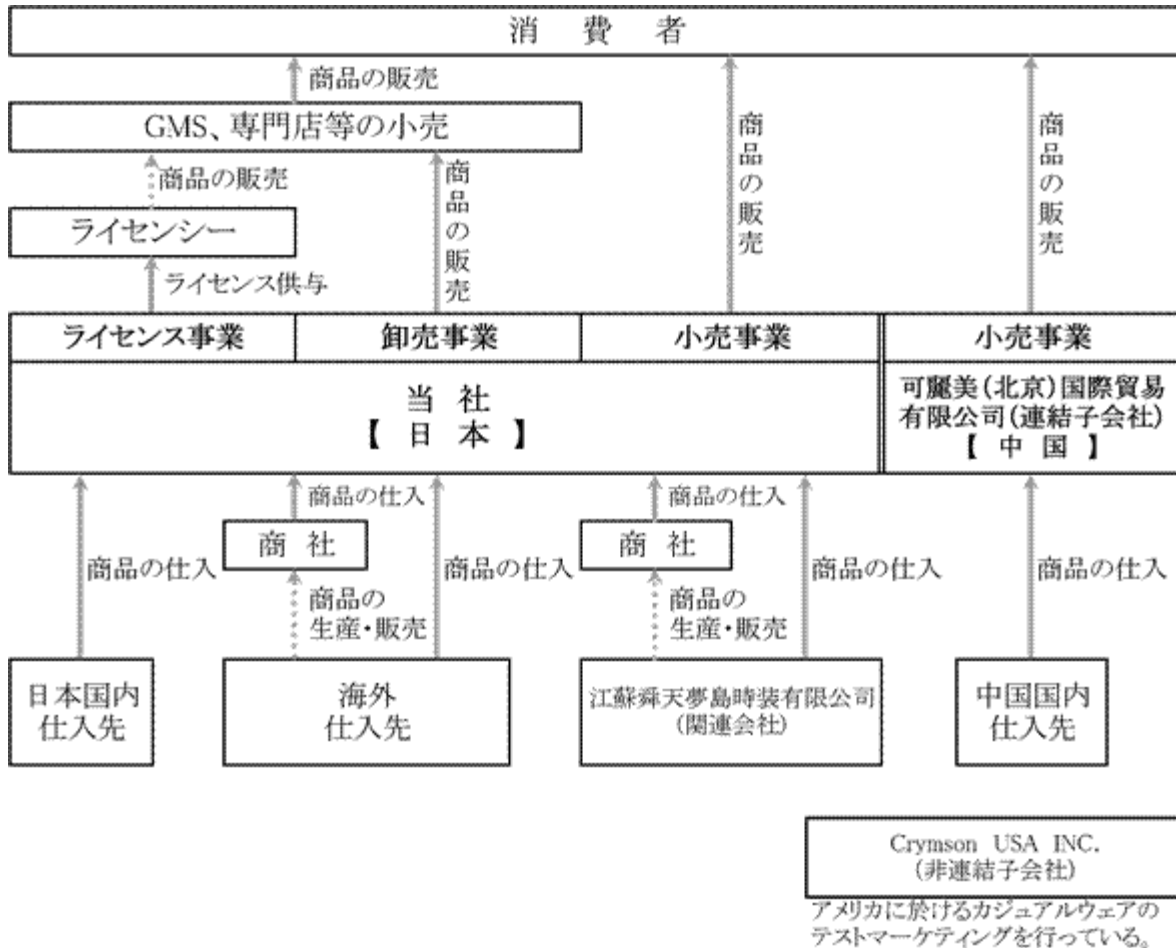 消 費 者
商品の販売
GMS、専門店等の小売
商品の販売
商品の販売
商品の販売
商品の販売
ライセンシー
ライセンス供与
ライセンス事業
卸売事業
小売事業
小売事業
当 社
【 日 本 】
可麗美(北京)国際貿易
有限公司(連結子会社)
【 中 国 】
商品の仕入
商品の仕入
商 社
商 社
商品の仕入
商品の仕入
商品の仕入
商品の仕入
商品の
生産・販売
商品の
生産・販売
日本国内
仕入先
海外
仕入先
江蘇舜天夢島時装有限公司
(関連会社)
中国国内
仕入先
Crymson USA INC.
(非連結子会社)
アメリカに於けるカジュアルウェアの
テストマーケティングを行っている。